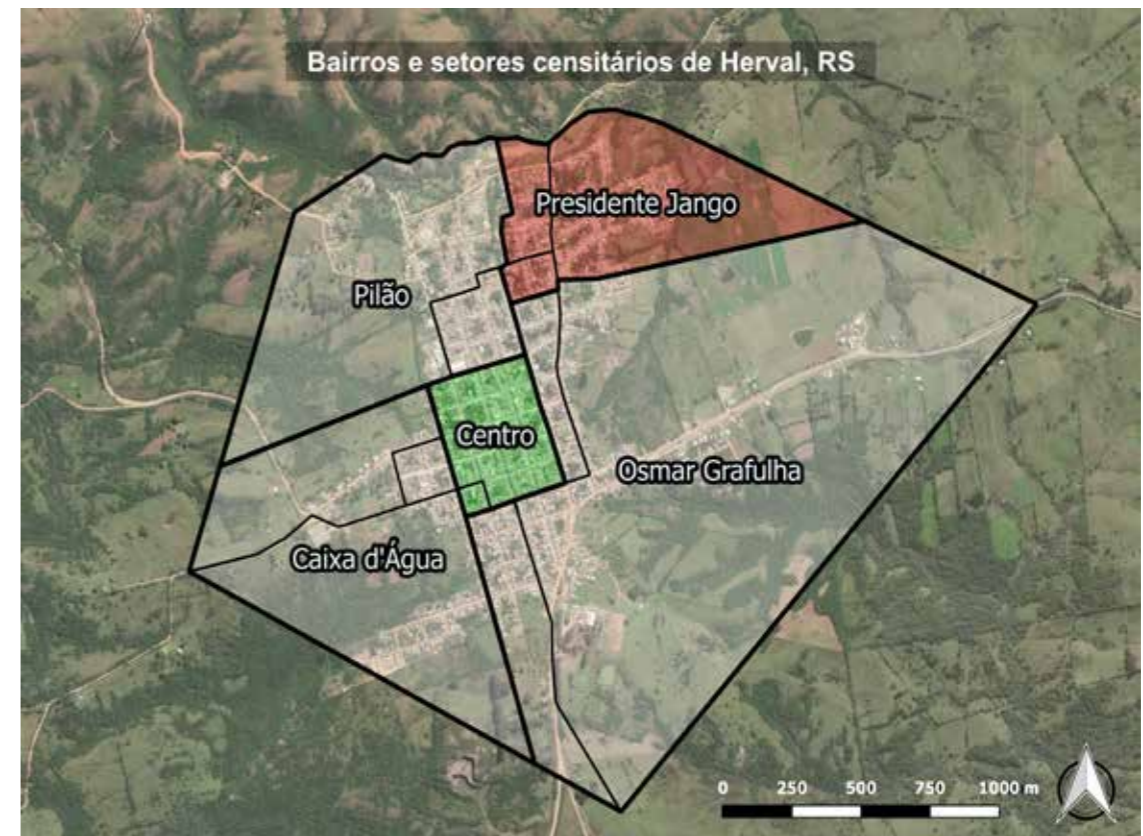 Bairros e setores censitários de Herval, RS
Presidente Jango
Pilão
Centro
Osmar Grafulha
Caixa d'Água
0 250 500 750 1000 m